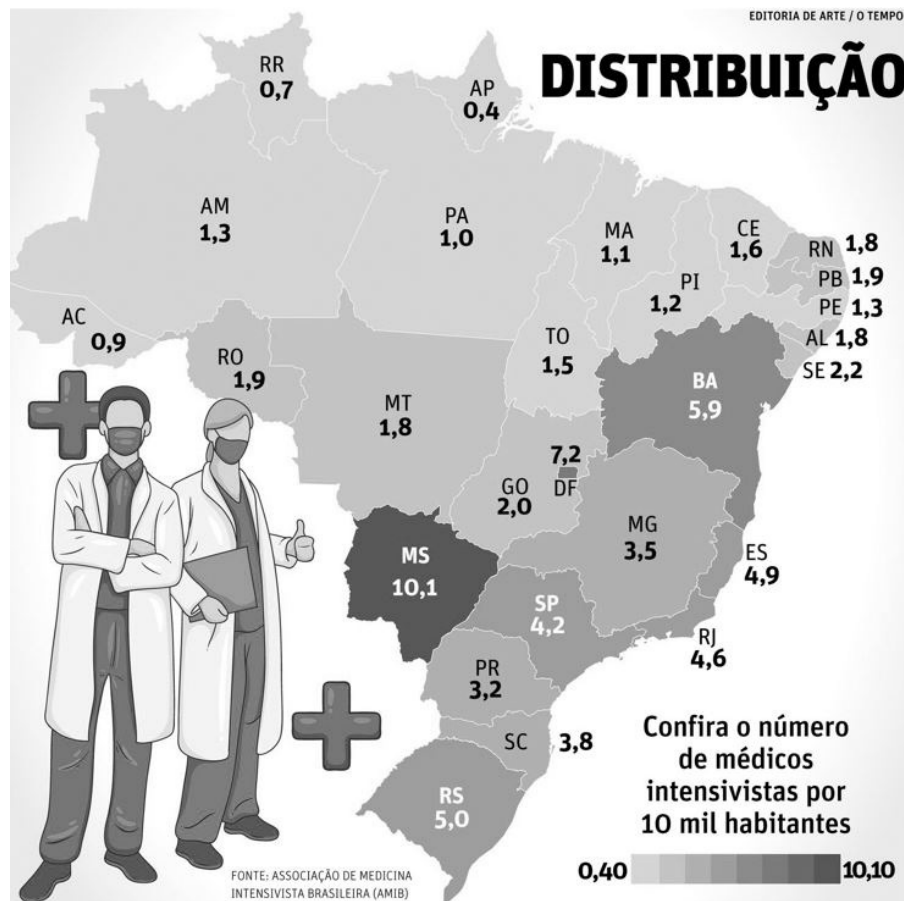 EDITORIA DE ARTE / O TEMPO
DISTRIBUIÇÃO
RR
0,7
AP
0,4
AM
1,3
PA
1,0
MA
1,1
CE
1,6
RN 1,8
PB 1,9
PI
1,2
PE 1,3
AC
0,9
RO
1,9
TO
1,5
AL 1,8
SE 2,2
BA
5,9
MT
1,8
7,2
DF
GO
2,0
MG
3,5
ES
4,9
MS
10,1
SP
4,2
RJ
4,6
PR
3,2
SC 3,8
RS
5,0
Confira o número
de médicos
intensivistas por
10 mil habitantes
0,40 10,10
FONTE: ASSOCIAÇÃO DE MEDICINA
INTENSIVISTA BRASILEIRA (AMIB)